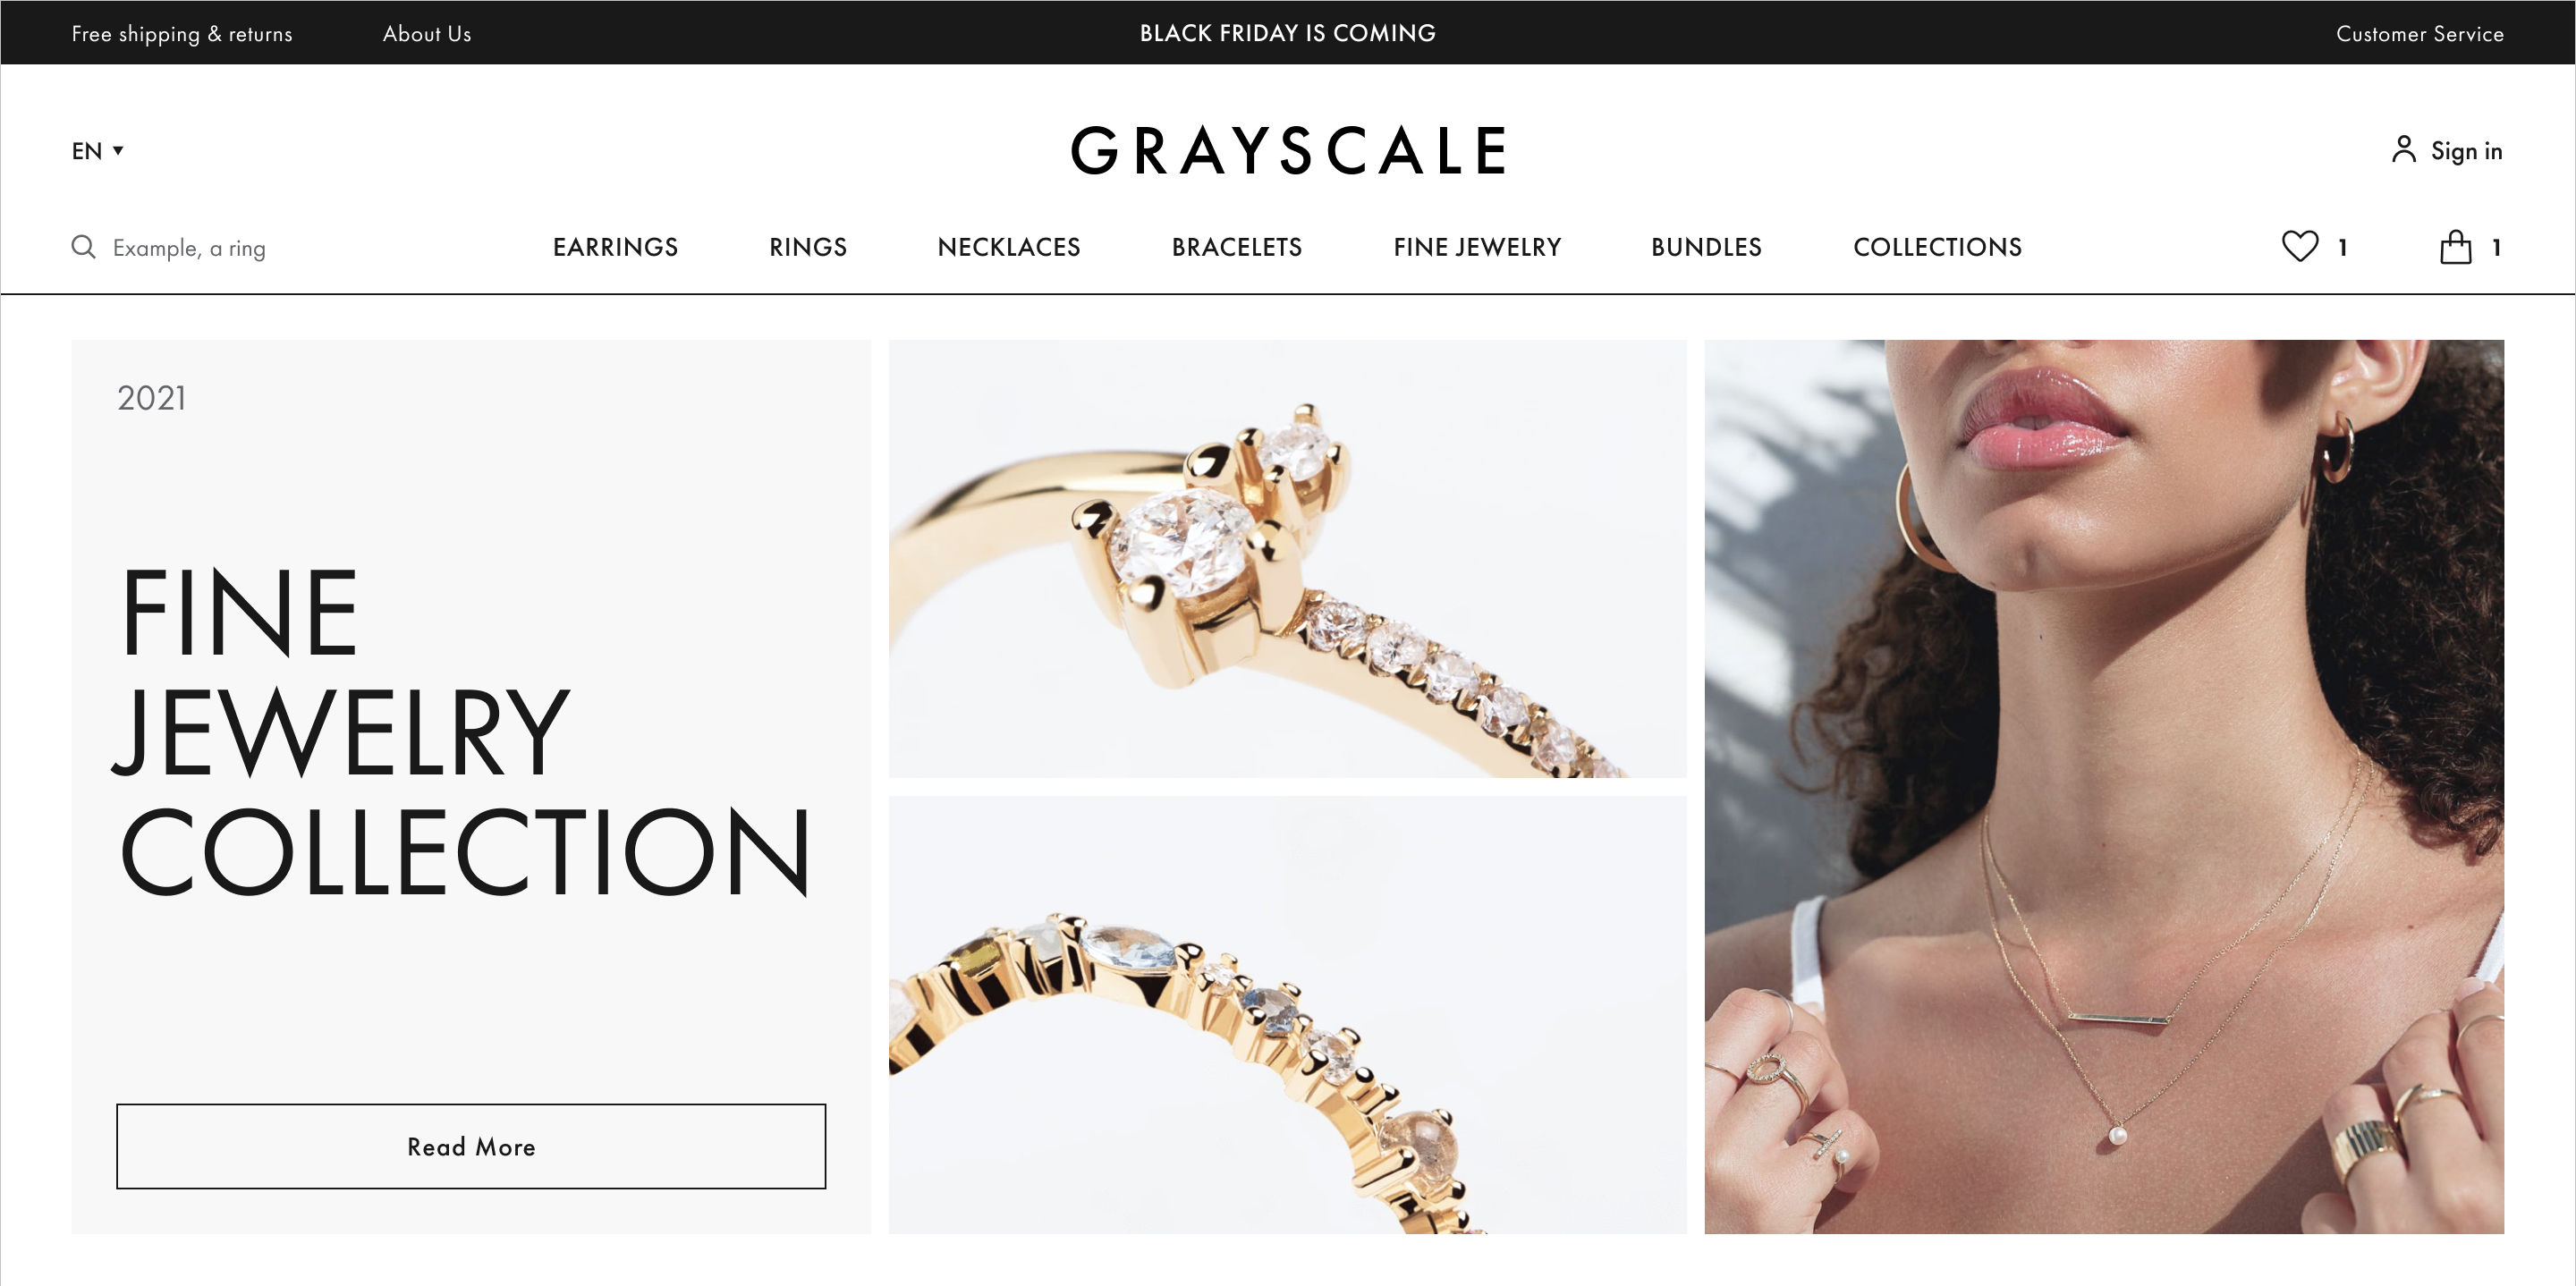 Free shipping & returns
About Us
BLACK FRIDAY IS COMING
Customer Service
EN
GRAYSCALE
Sign in
Example, a ring
EARRINGS
RINGS
NECKLACES
BRACELETS
FINE JEWELRY
BUNDLES
COLLECTIONS
1
1
2021
FINE
JEWELRY
COLLECTION
Read More